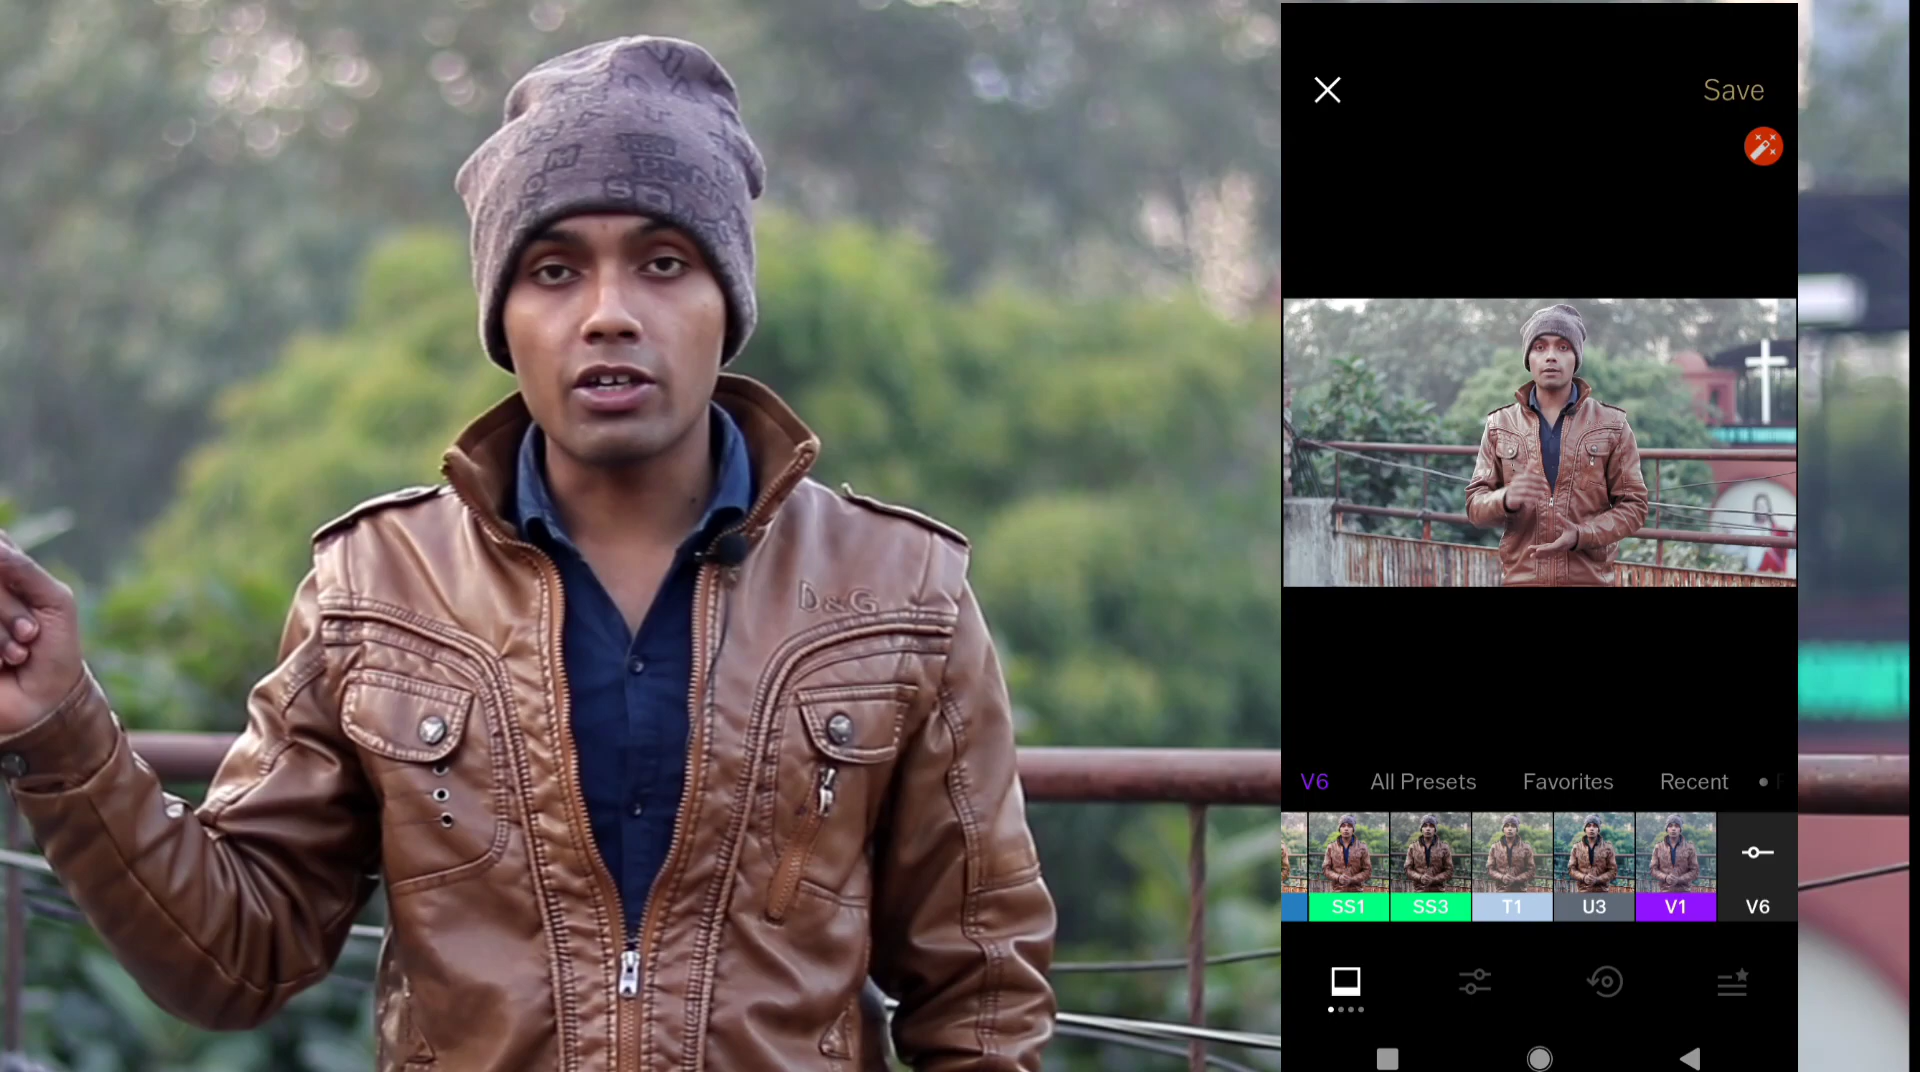 D&G
Save
V6
All Presets
Favorites
Recent
SS1
SS3
T1
U3
V1
V6